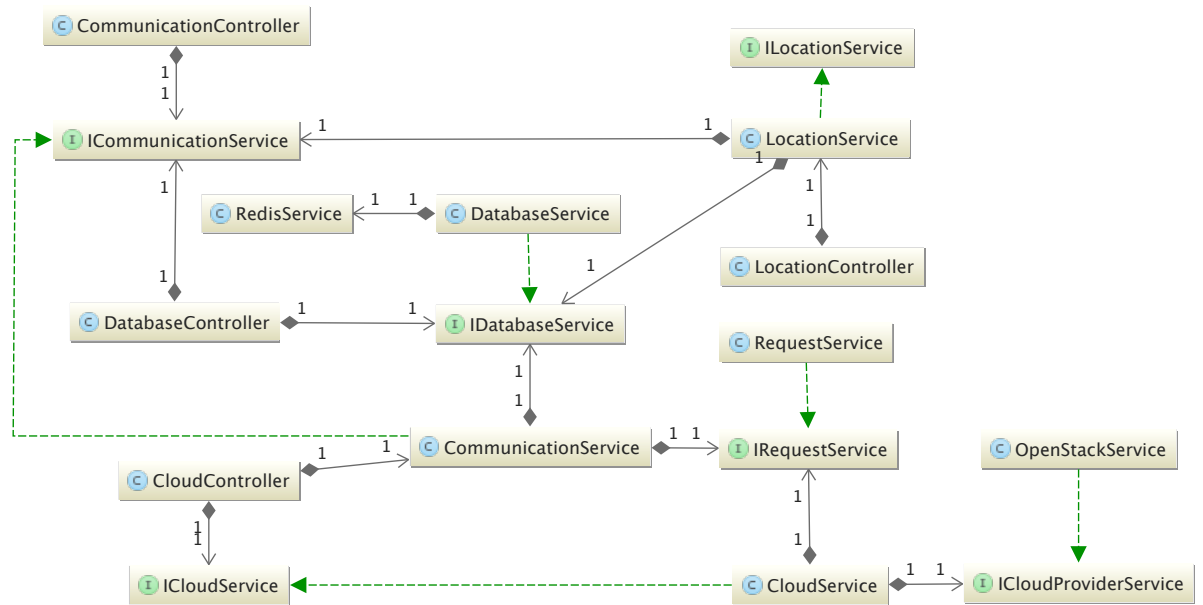 C CommunicationController
1
1
I ILocationService
I ICommunicationService
1
1
C LocationService
1
1
1
1
C RedisService
1
1
C DatabaseService
1
C LocationController
1
1
C DatabaseController
1
1
I IDatabaseService
C RequestService
1
1
C CommunicationService
1
1
I IRequestService
C OpenStackService
C CloudController
1
1
1
1
1
1
I ICloudService
C CloudService
1
1
I ICloudProviderService